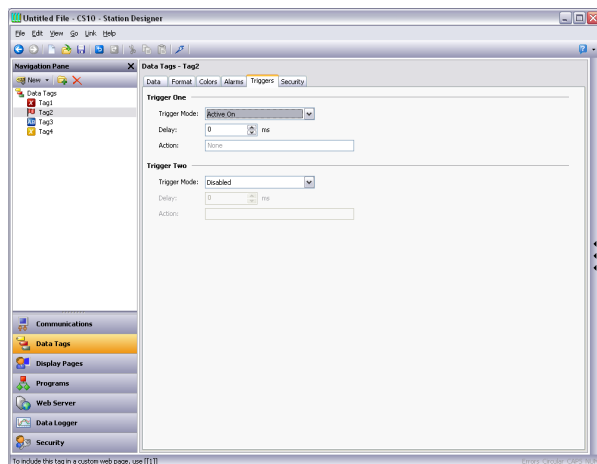 Untitled File - CS10 - Station Designer
File Edit View Go Link Help
Navigation Pane
New
Data Tags
Tag1
Tag2
Tag3
Tag4
Communications
Data Tags
Display Pages
Programs
Web Server
Data Logger
Security
Data Tags - Tag2
Data Format Colors Alarms Triggers Security
Trigger One
Trigger Mode: Active On
Delay: 0 ms
Action: None
Trigger Two
Trigger Mode: Disabled
Delay: 0 ms
Action:
To include this tag in a custom web page, use [[1]]